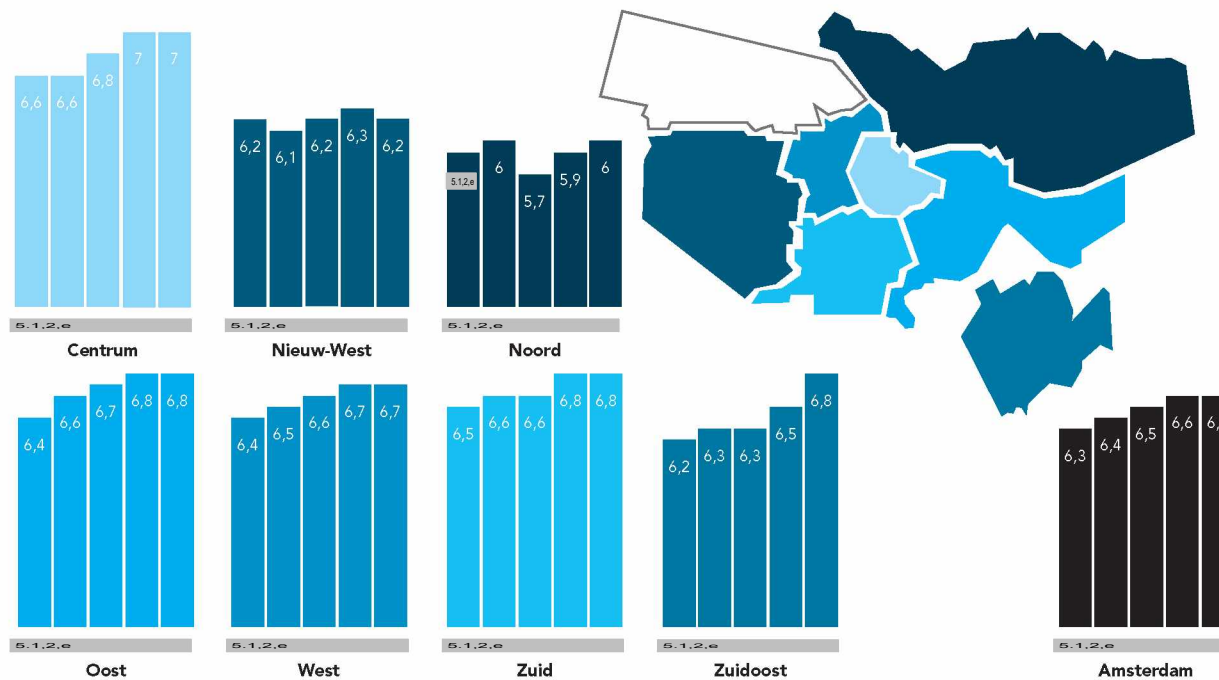 6,6 6,6 6,8 7 7
5.1,2,e
Centrum
6,2 6,1 6,2 6,3 6,2
5.1,2,e
Nieuw-West
5.1,2,e 6 5,7 5,9 6
5.1,2,e
Noord
6,4 6,6 6,7 6,8 6,8
5.1,2,e
Oost
6,4 6,5 6,6 6,7 6,7
5.1,2,e
West
6,5 6,6 6,6 6,8 6,8
5.1,2,e
Zuid
6,2 6,3 6,3 6,5 6,8
5.1,2,e
Zuidoost
6,3 6,4 6,5 6,6
5.1,2,e
Amsterdam